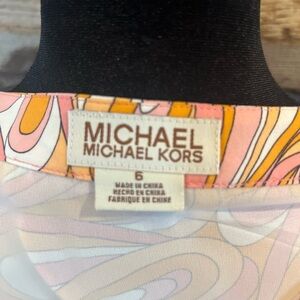 MICHAEL
MICHAEL KORS
6
MADE IN CHINA
HECHO EN CHINA
FABRIQUE EN CHINE